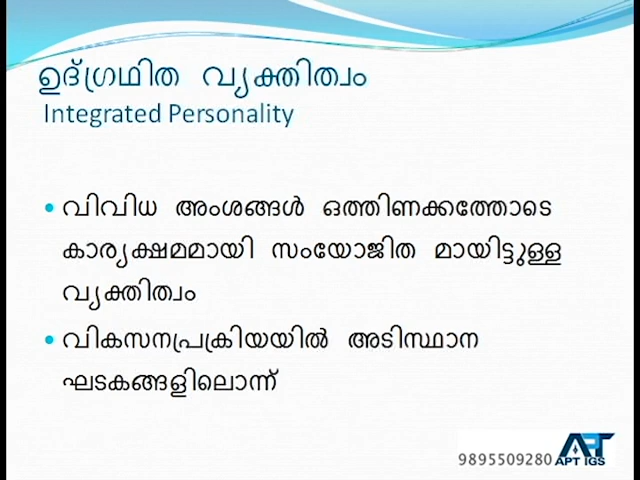 ഉദ്ഗ്രഥിത വ്യക്തിത്വം
Integrated Personality
• വിവിധ അംശങ്ങൾ ഒത്തിണക്കത്തോടെ
കാര്യക്ഷമമായി സംയോജിത മായിട്ടുള്ള
വ്യക്തിത്വം
• വികസനപ്രക്രിയയിൽ അടിസ്ഥാന
ഘടകങ്ങളിലൊന്ന്
9895509280 APT IGS